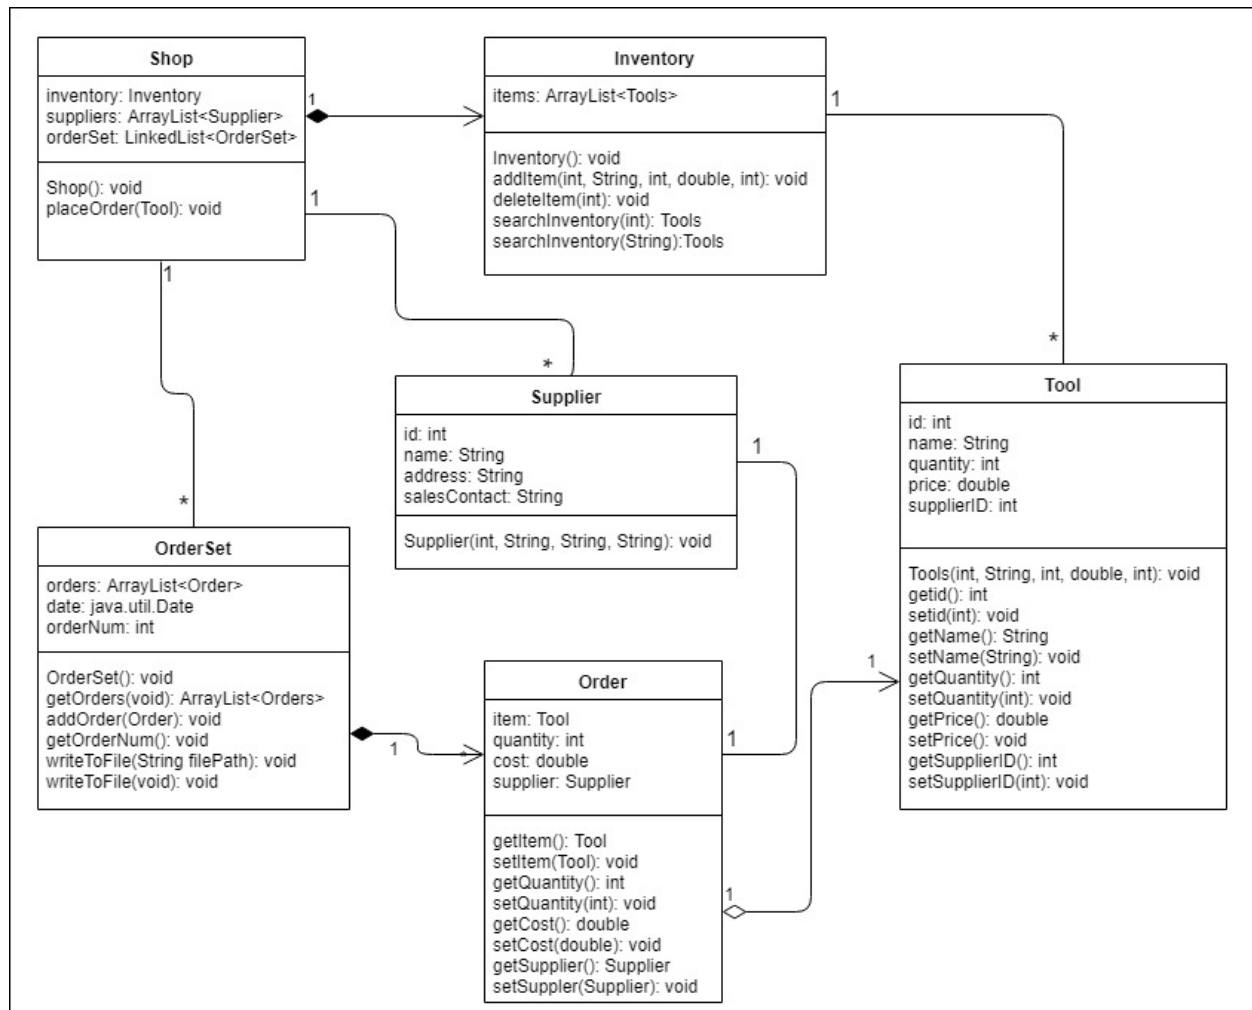 Shop
inventory: Inventory
suppliers: ArrayList<Supplier>
orderSet: LinkedList<OrderSet>
Shop(): void
placeOrder(Tool): void
1
1
1
Inventory
items: ArrayList<Tools>
Inventory(): void
addItem(int, String, int, double, int): void
deleteItem(int): void
searchInventory(int): Tools
searchInventory(String):Tools
1
*
*
*
Supplier
id: int
name: String
address: String
salesContact: String
Supplier(int, String, String, String): void
1
Tool
id: int
name: String
quantity: int
price: double
supplierID: int
Tools(int, String, int, double, int): void
getid(): int
setid(int): void
getName(): String
setName(String): void
getQuantity(): int
setQuantity(int): void
getPrice(): double
setPrice(): void
getSupplierID(): int
setSupplierID(int): void
1
OrderSet
orders: ArrayList<Order>
date: java.util.Date
orderNum: int
OrderSet(): void
getOrders(void): ArrayList<Orders>
addOrder(Order): void
getOrderNum(): void
writeToFile(String filePath): void
writeToFile(void): void
1
*
Order
item: Tool
quantity: int
cost: double
supplier: Supplier
getItem(): Tool
setItem(Tool): void
getQuantity(): int
setQuantity(int): void
getCost(): double
setCost(double): void
getSupplier(): Supplier
setSuppler(Supplier): void
1
1